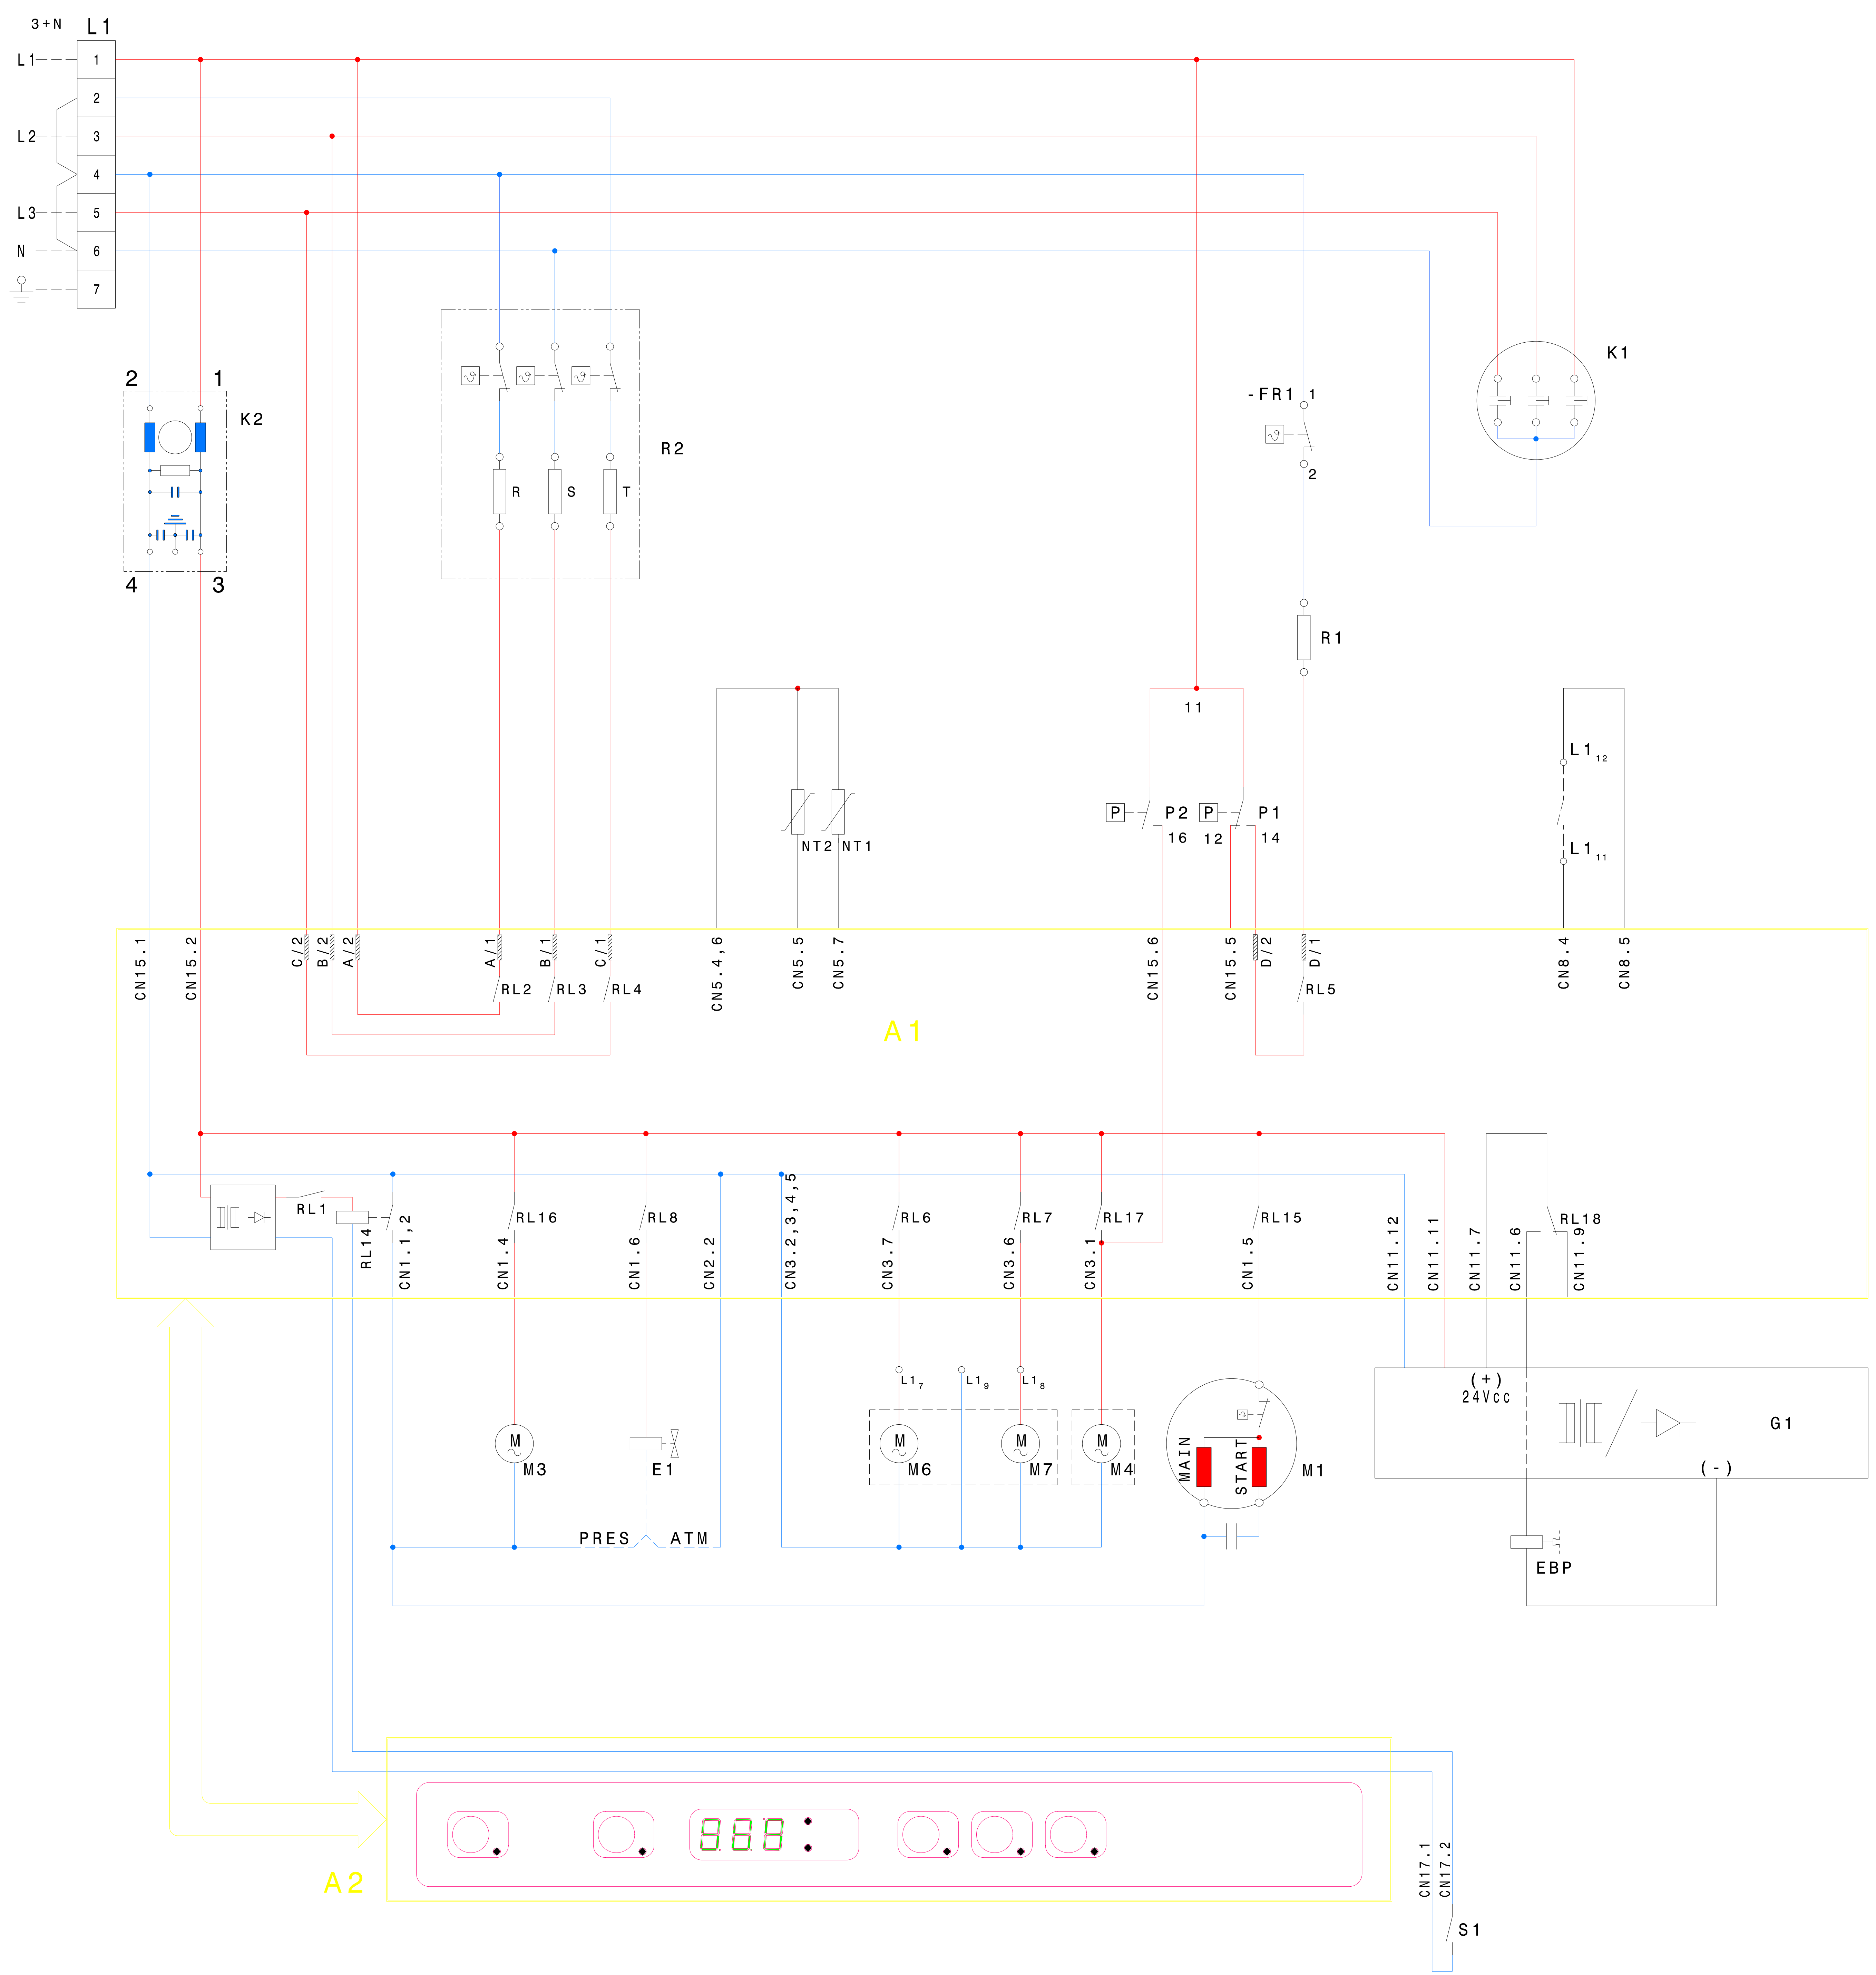 3+N
L1
L1
1
2
L2
3
4
L3
5
N
6
7
K1
2
1
-FR1
1
K2
R2
2
R
S
T
4
3
R1
11
L1 12
P
P2
P
P1
16
12
14
NT2
NT1
L1 11
CN15.1
CN15.2
C/2
B/2
A/2
A/1
B/1
C/1
CN5.4,6
CN5.5
CN5.7
CN15.6
CN15.5
D/2
D/1
CN8.4
CN8.5
RL2
RL3
RL4
RL5
A1
RL1
RL14
CN1.1,2
RL16
CN1.4
RL8
CN1.6
CN2.2
CN3.2,3,4,5
RL6
CN3.7
RL7
CN3.6
RL17
CN3.1
RL15
CN1.5
CN11.12
CN11.11
CN11.7
CN11.6
RL18
CN11.9
L1 7
L1 9
L1 8
(+)
24Vcc
G1
M
M3
E1
M
M6
M
M7
M
M4
MAIN
START
M1
(-)
PRES
ATM
EBP
A2
CN17.1
CN17.2
S1